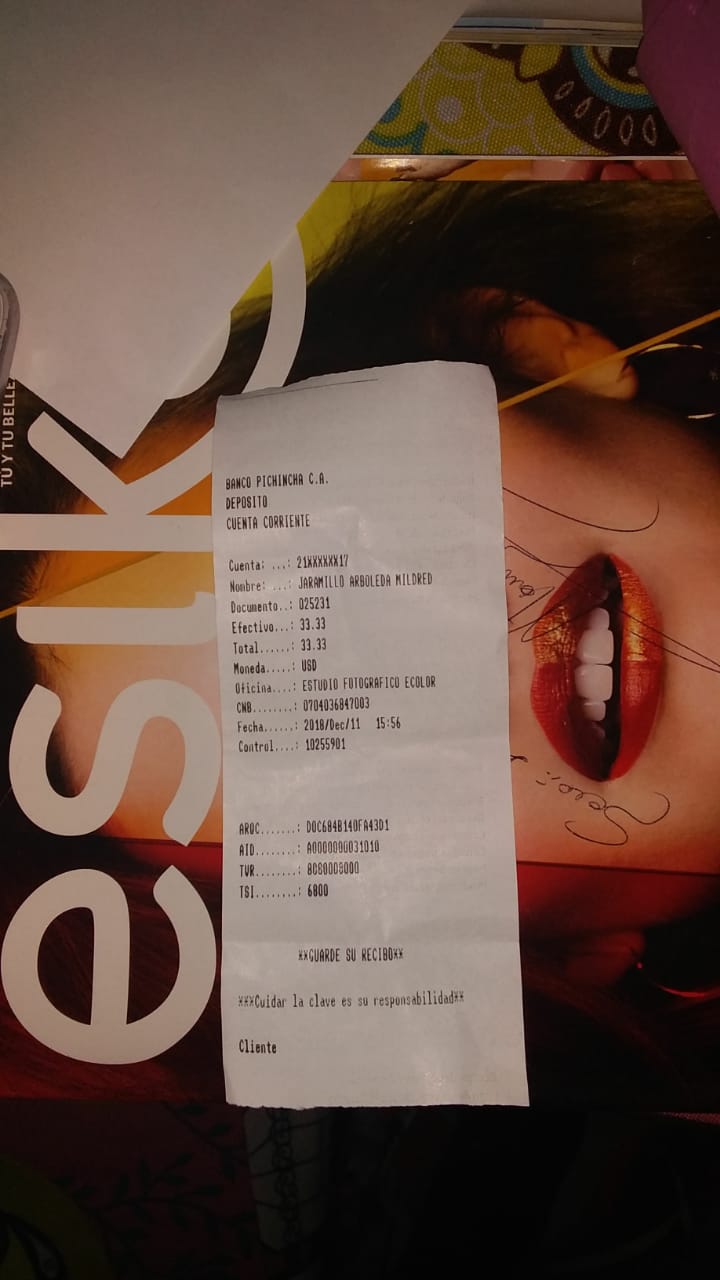 BANCO PICHINCHA C.A.
DEPOSITO
CUENTA CORRIENTE
Cuenta: ...: 21XXXXXX17
Nombre: ...: JARAMILLO ARBOLEDA MILDRED
Documento..: 025231
Efectivo...: 33.33
Total......: 33.33
Moneda.....: USD
Oficina....: ESTUDIO FOTOGRAFICO ECOLOR
CNB........: 0704036847003
Fecha......: 2018/Dec/11 15:56
Control....: 10255901
ARQC.......: D0C684B140FA43D1
AID........: A0000000031010
TVR........: 8080008000
TSI........: 6800
**GUARDE SU RECIBO**
***Cuidar la clave es su responsabilidad**
Cliente
ésika
TU Y TU BELLE